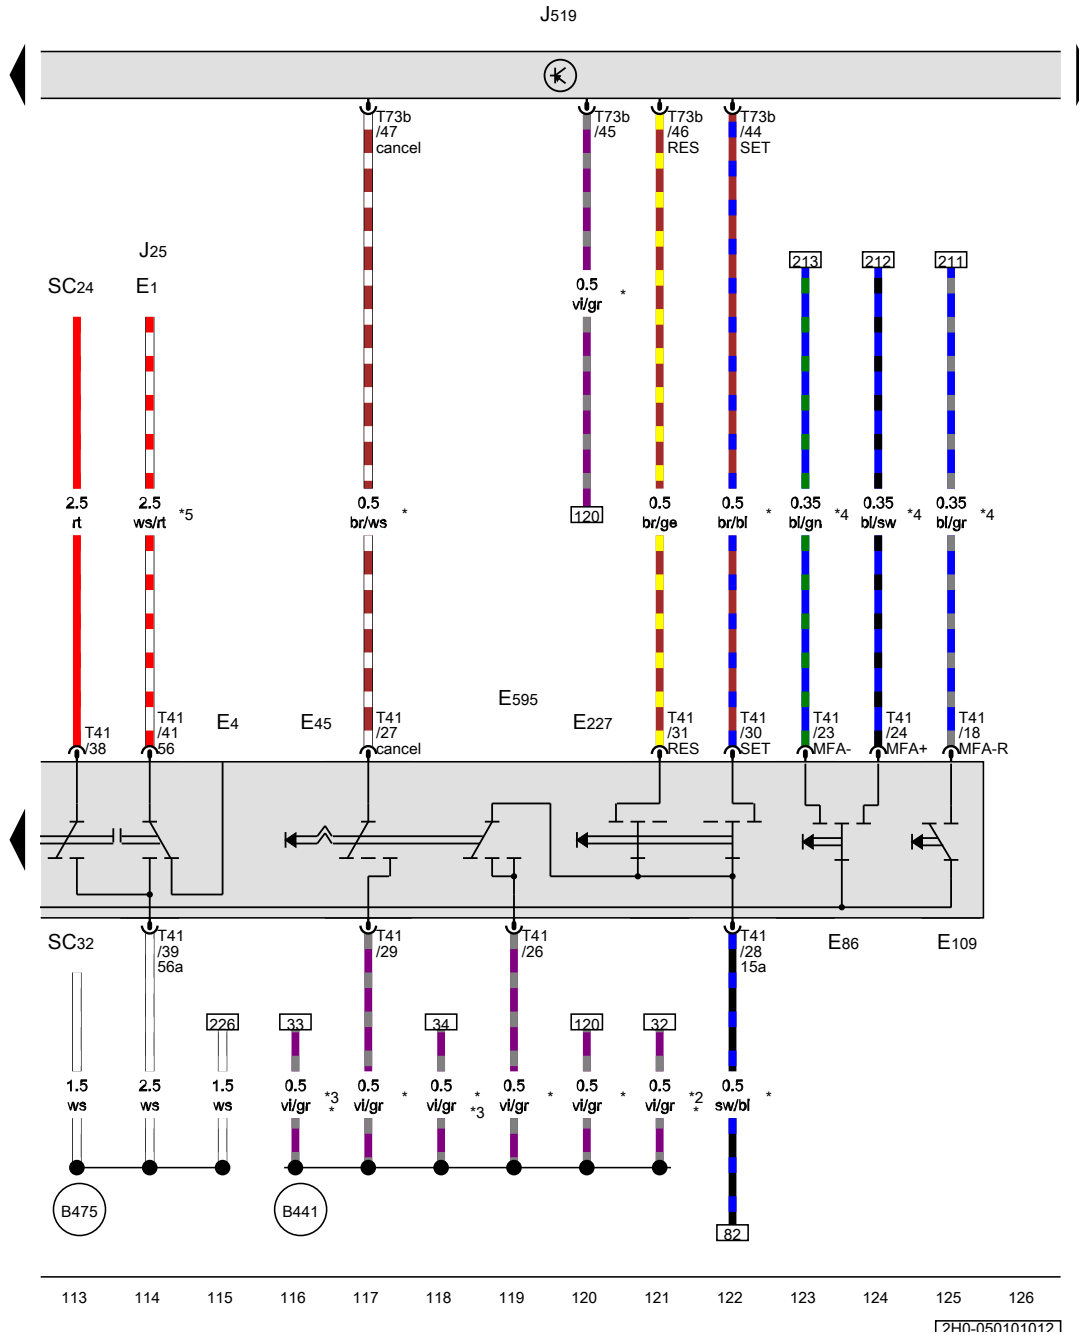 J519
T73b
/47
cancel
T73b
/45
T73b
/46
RES
T73b
/44
SET
J25
SC24
E1
213
212
211
0.5
vi/gr
*
2.5
rt
2.5
ws/rt
*5
0.5
br/ws
*
120
0.5
br/ge
0.5
br/bl
*
0.35
bl/gn
*4
0.35
bl/sw
*4
0.35
bl/gr
*4
T41
/38
T41
/41
56
E4
E45
T41
/27
cancel
E595
E227
T41
/31
RES
T41
/30
SET
T41
/23
MFA-
T41
/24
MFA+
T41
/18
MFA-R
SC32
T41
/39
56a
T41
/29
T41
/26
T41
/28
15a
E86
E109
226
33
34
120
32
1.5
ws
2.5
ws
1.5
ws
0.5
vi/gr
*3
*
0.5
vi/gr
*
0.5
vi/gr
*
*3
0.5
vi/gr
*
0.5
vi/gr
*
0.5
vi/gr
*2
*
0.5
sw/bl
*
B475
B441
82
113 114 115 116 117 118 119 120 121 122 123 124 125 126
2H0-050101012